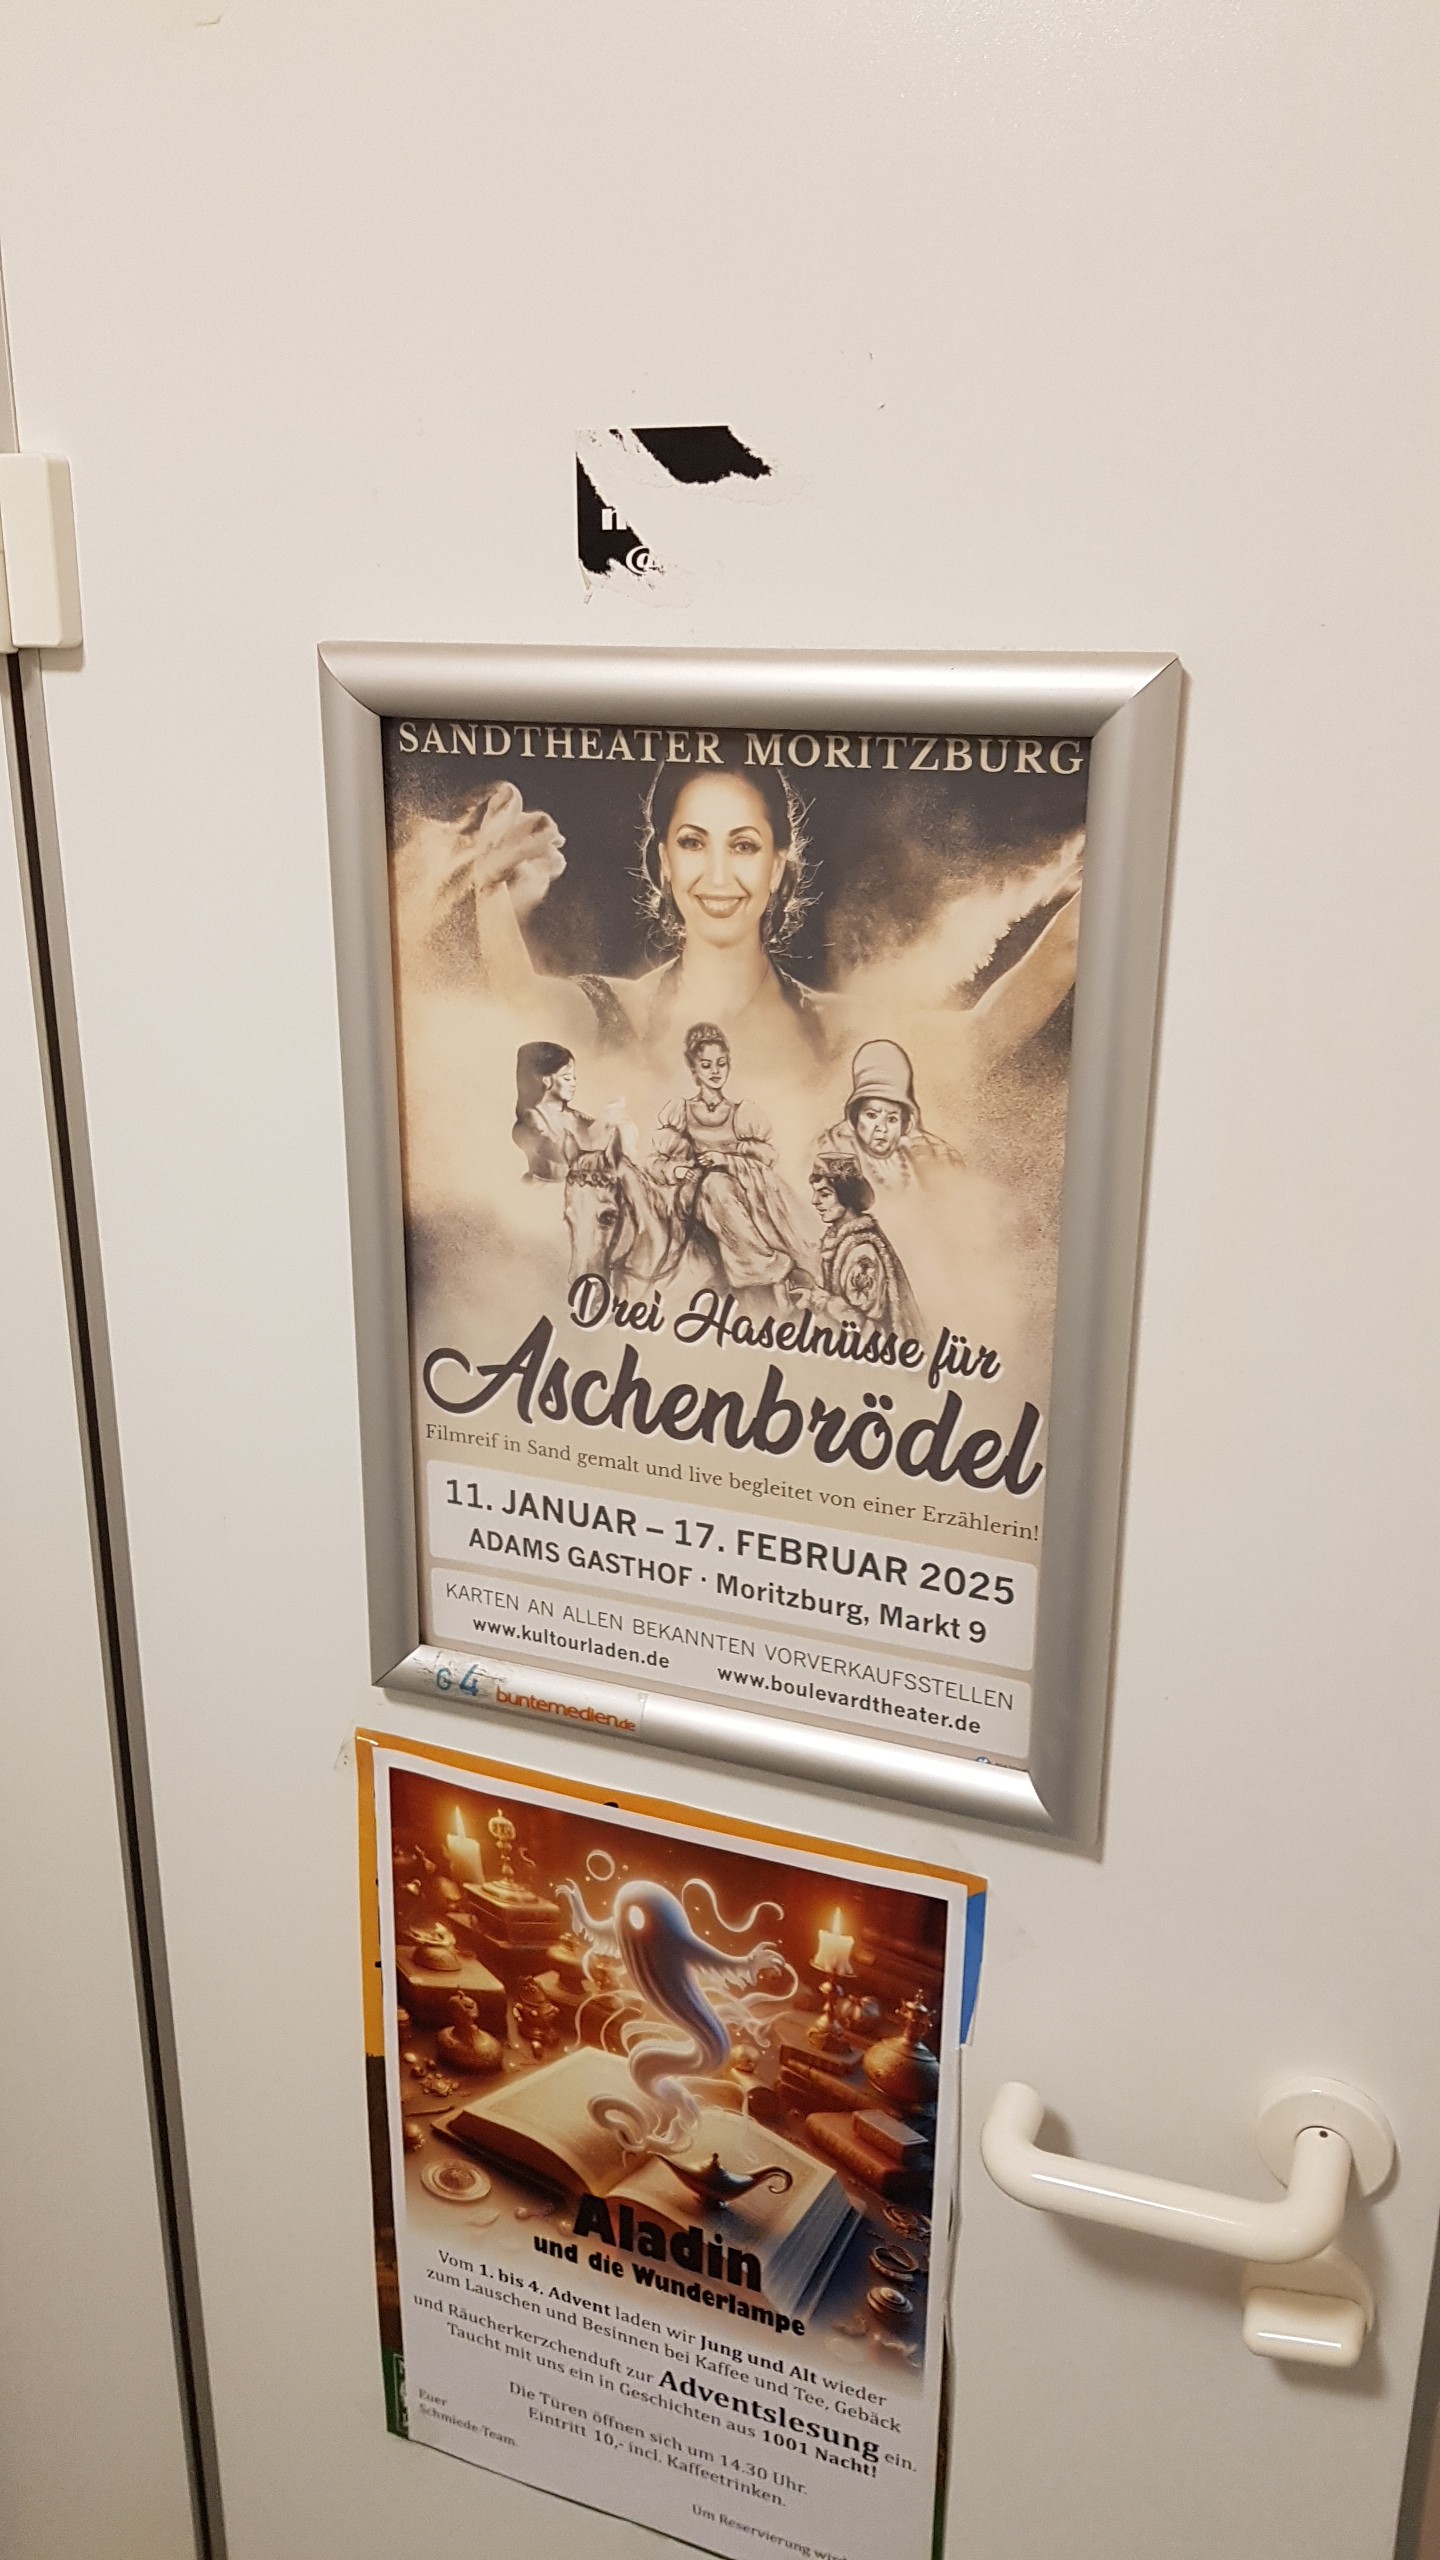 n
@
SANDTHEATER MORITZBURG
Drei Haselnüsse für
Aschenbrödel
Filmreif in Sand gemalt und live begleitet von einer Erzählerin!
11. JANUAR – 17. FEBRUAR 2025
ADAMS GASTHOF · Moritzburg, Markt 9
KARTEN AN ALLEN BEKANNTEN VORVERKAUFSSTELLEN
www.kultourladen.de www.boulevardtheater.de
G 4 buntemedien.de
Aladin
und die Wunderlampe
Vom 1. bis 4. Advent laden wir Jung und Alt wieder
zum Lauschen und Besinnen bei Kaffee und Tee, Gebäck
und Räucherkerzchenduft zur Adventslesung ein.
Taucht mit uns ein in Geschichten aus 1001 Nacht!
Die Türen öffnen sich um 14.30 Uhr.
Eintritt 10,- incl. Kaffeetrinken.
Euer
Schmiede-Team
Um Reservierung